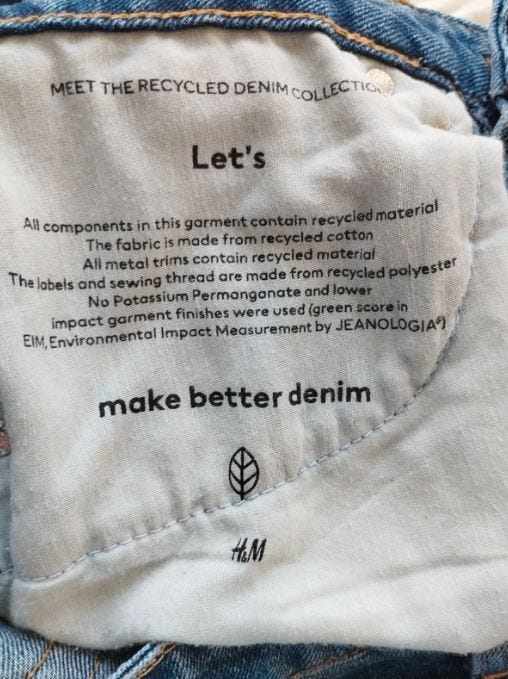 MEET THE RECYCLED DENIM COLLECTION
Let's
All components in this garment contain recycled material
The fabric is made from recycled cotton
All metal trims contain recycled material
The labels and sewing thread are made from recycled polyester
No Potassium Permanganate and lower
impact garment finishes were used (green score in
EIM, Environmental Impact Measurement by JEANOLOGIA®)
make better denim
H&M